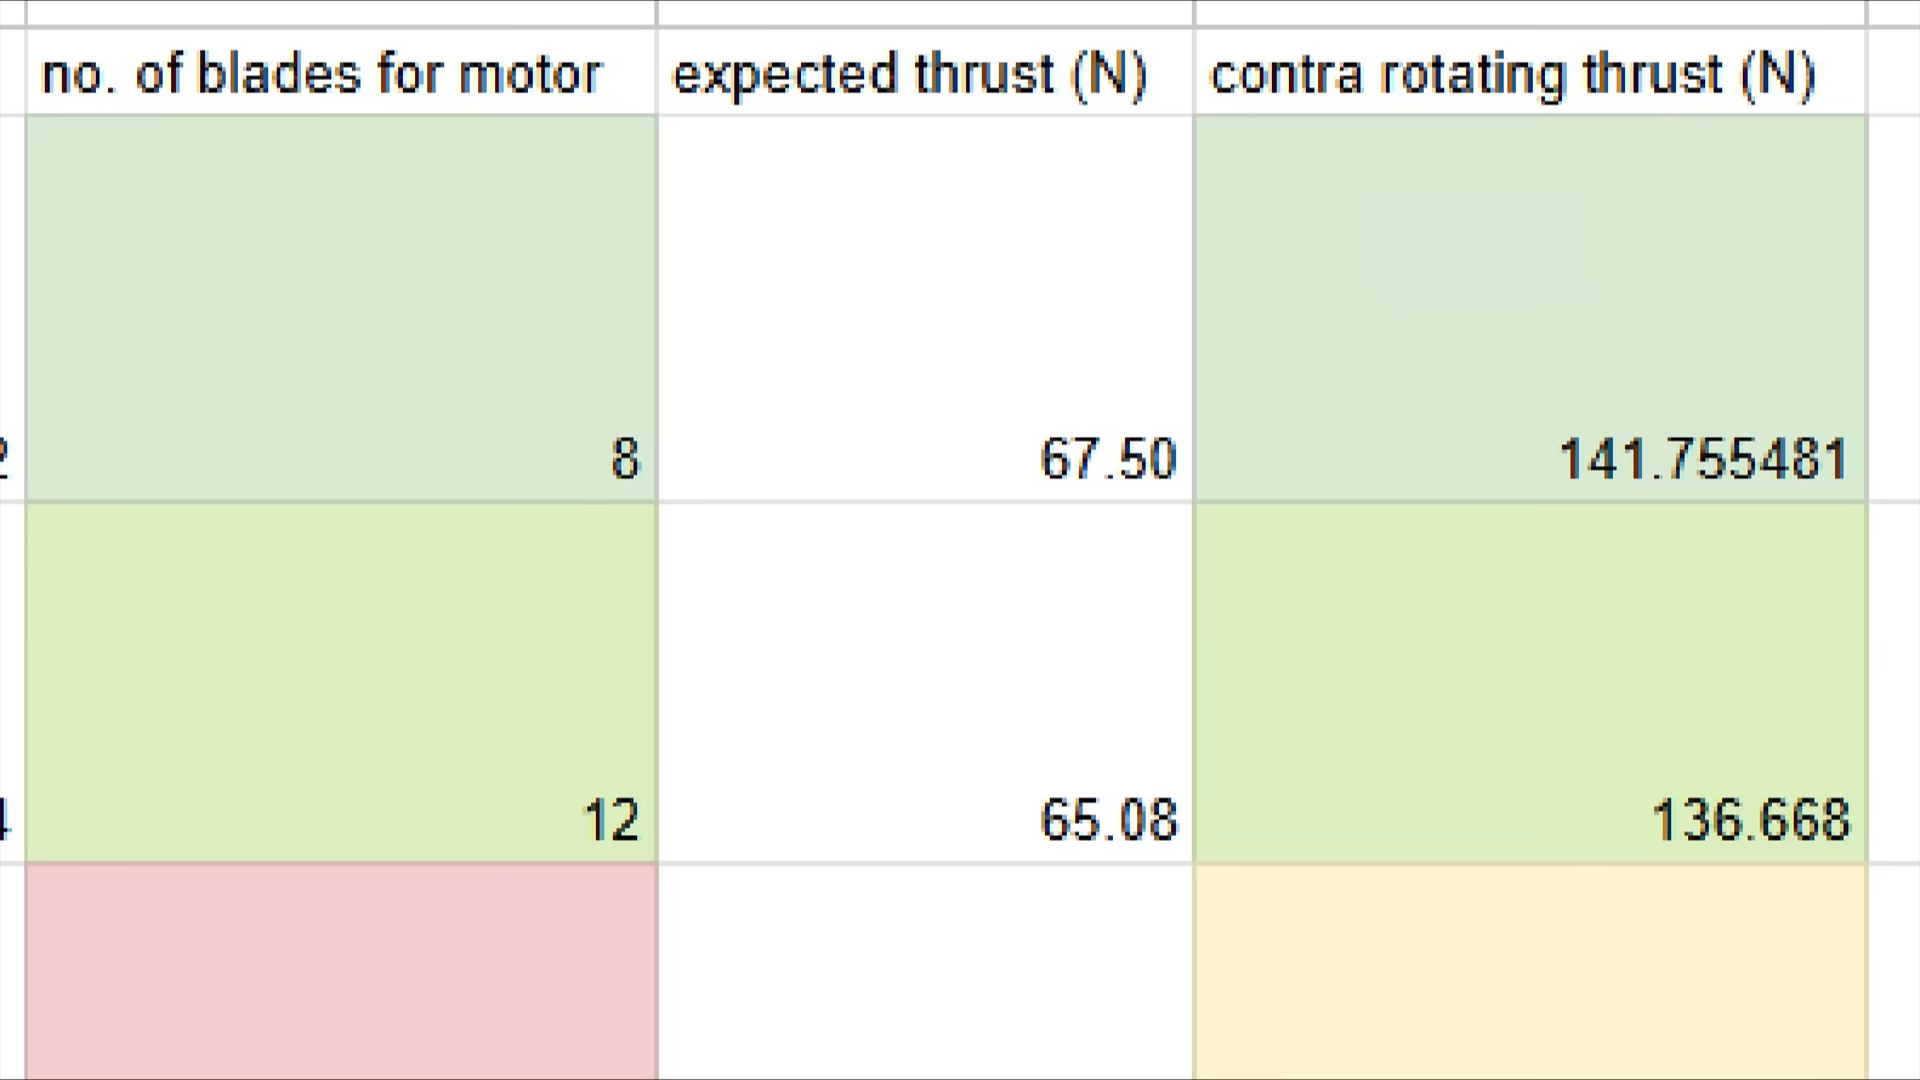 no. of blades for motor expected thrust (N) contra rotating thrust (N)
8 67.50 141.755481
12 65.08 136.668